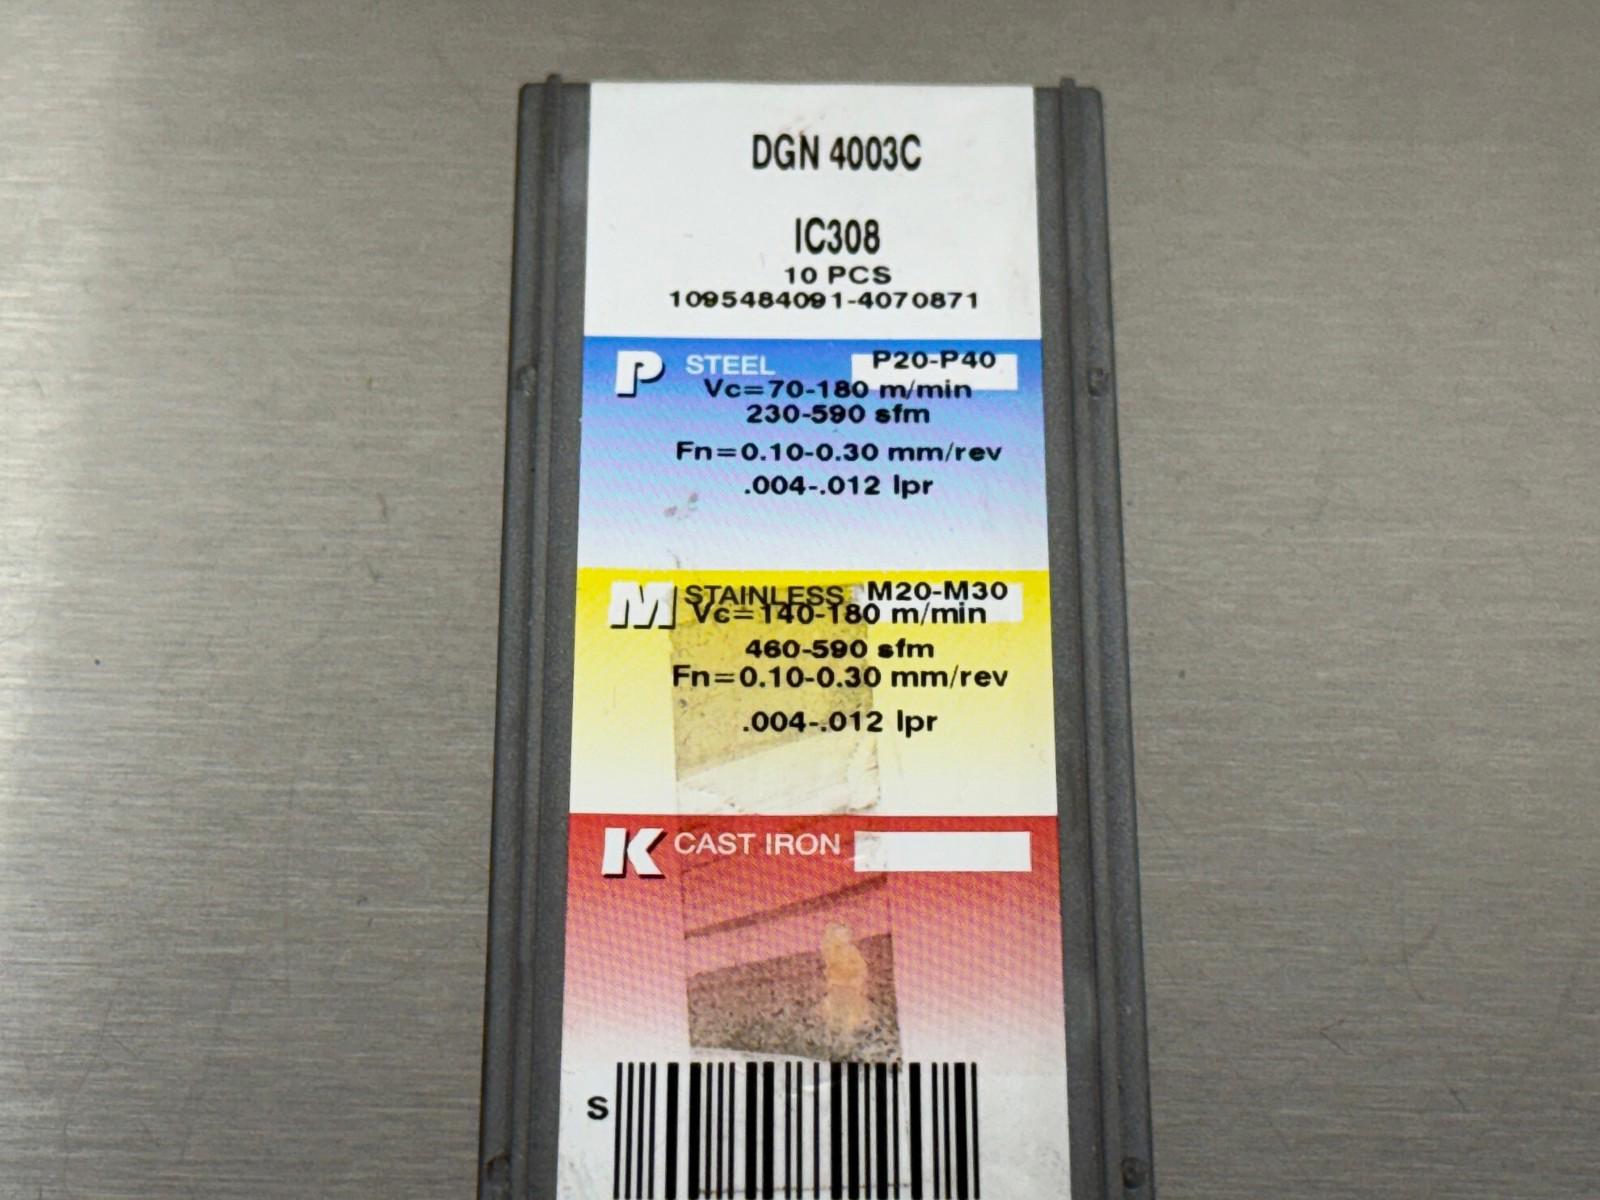 DGN 4003C
IC308
10 PCS
1095484091-4070871
P STEEL P20-P40
Vc=70-180 m/min
230-590 sfm
Fn=0.10-0.30 mm/rev
.004-.012 Ipr
M STAINLESS M20-M30
Vc=140-180 m/min
460-590 sfm
Fn=0.10-0.30 mm/rev
.004-.012 Ipr
K CAST IRON
S